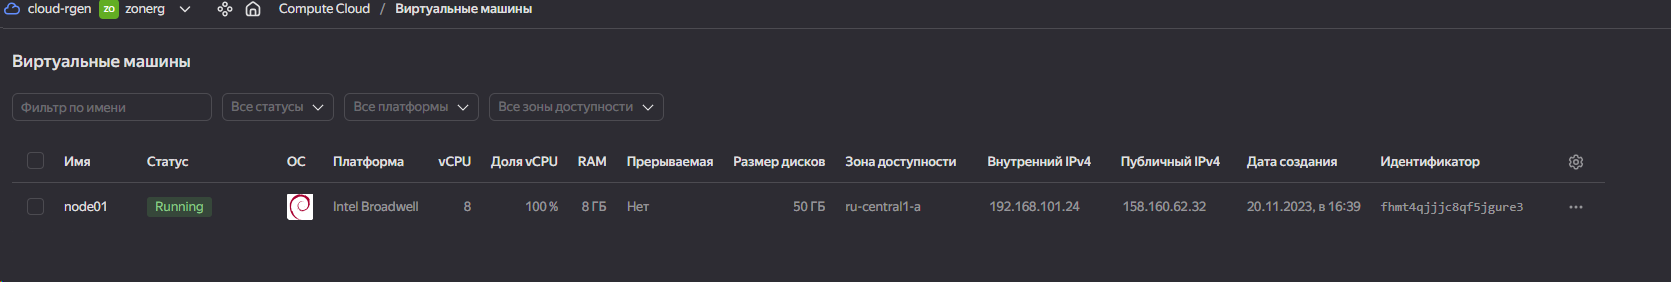 cloud-rgen zo zonerg Compute Cloud / Виртуальные машины
Виртуальные машины
Фильтр по имени Все статусы Все платформы Все зоны доступности
Имя Статус ОС Платформа vCPU Доля vCPU RAM Прерываемая Размер дисков Зона доступности Внутренний IPv4 Публичный IPv4 Дата создания Идентификатор
node01 Running Intel Broadwell 8 100 % 8 ГБ Нет 50 ГБ ru-central1-a 192.168.101.24 158.160.62.32 20.11.2023, в 16:39 fhmt4qjjjc8qf5jgure3